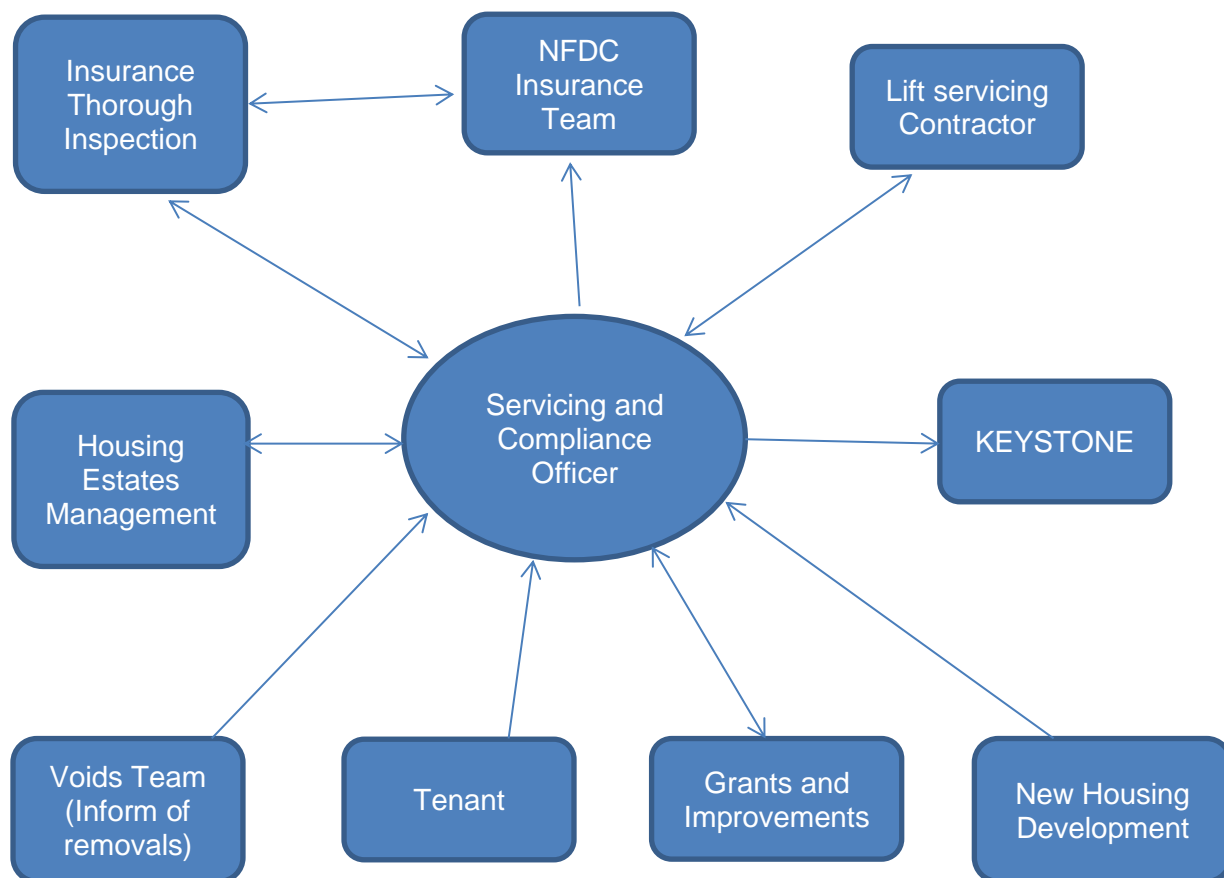 Insurance
Thorough
Inspection
NFDC
Insurance
Team
Lift servicing
Contractor
Servicing and
Compliance
Officer
Housing
Estates
Management
KEYSTONE
Voids Team
(Inform of
removals)
Tenant
Grants and
Improvements
New Housing
Development